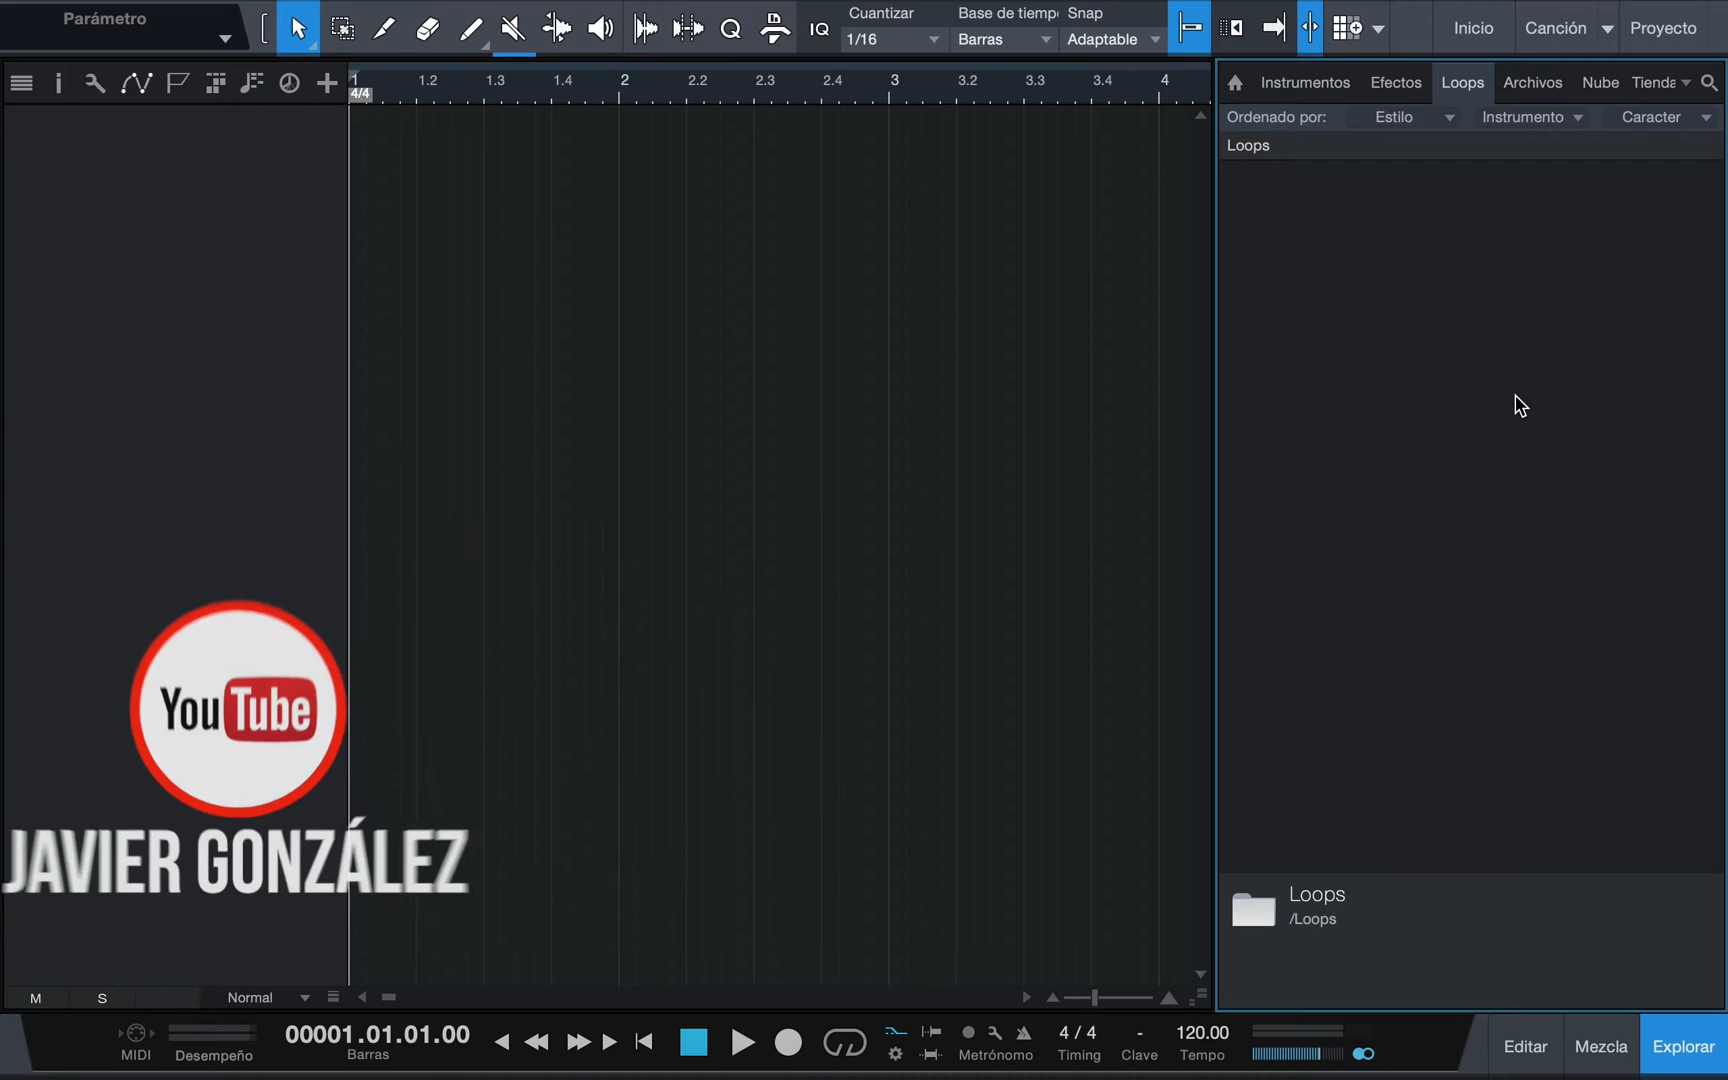 Parámetro
IQ
Cuantizar
1/16
Base de tiempo
Barras
Snap
Adaptable
Inicio
Canción
Proyecto
1 1.2 1.3 1.4 2 2.2 2.3 2.4 3 3.2 3.3 3.4 4
4/4
Instrumentos Efectos Loops Archivos Nube Tienda
Ordenado por: Estilo Instrumento Caracter
Loops
YouTube
JAVIER GONZÁLEZ
Loops
/Loops
M S Normal
MIDI
Desempeño
00001.01.01.00
Barras
Metrónomo
4 / 4
Timing
-
Clave
120.00
Tempo
Editar Mezcla Explorar